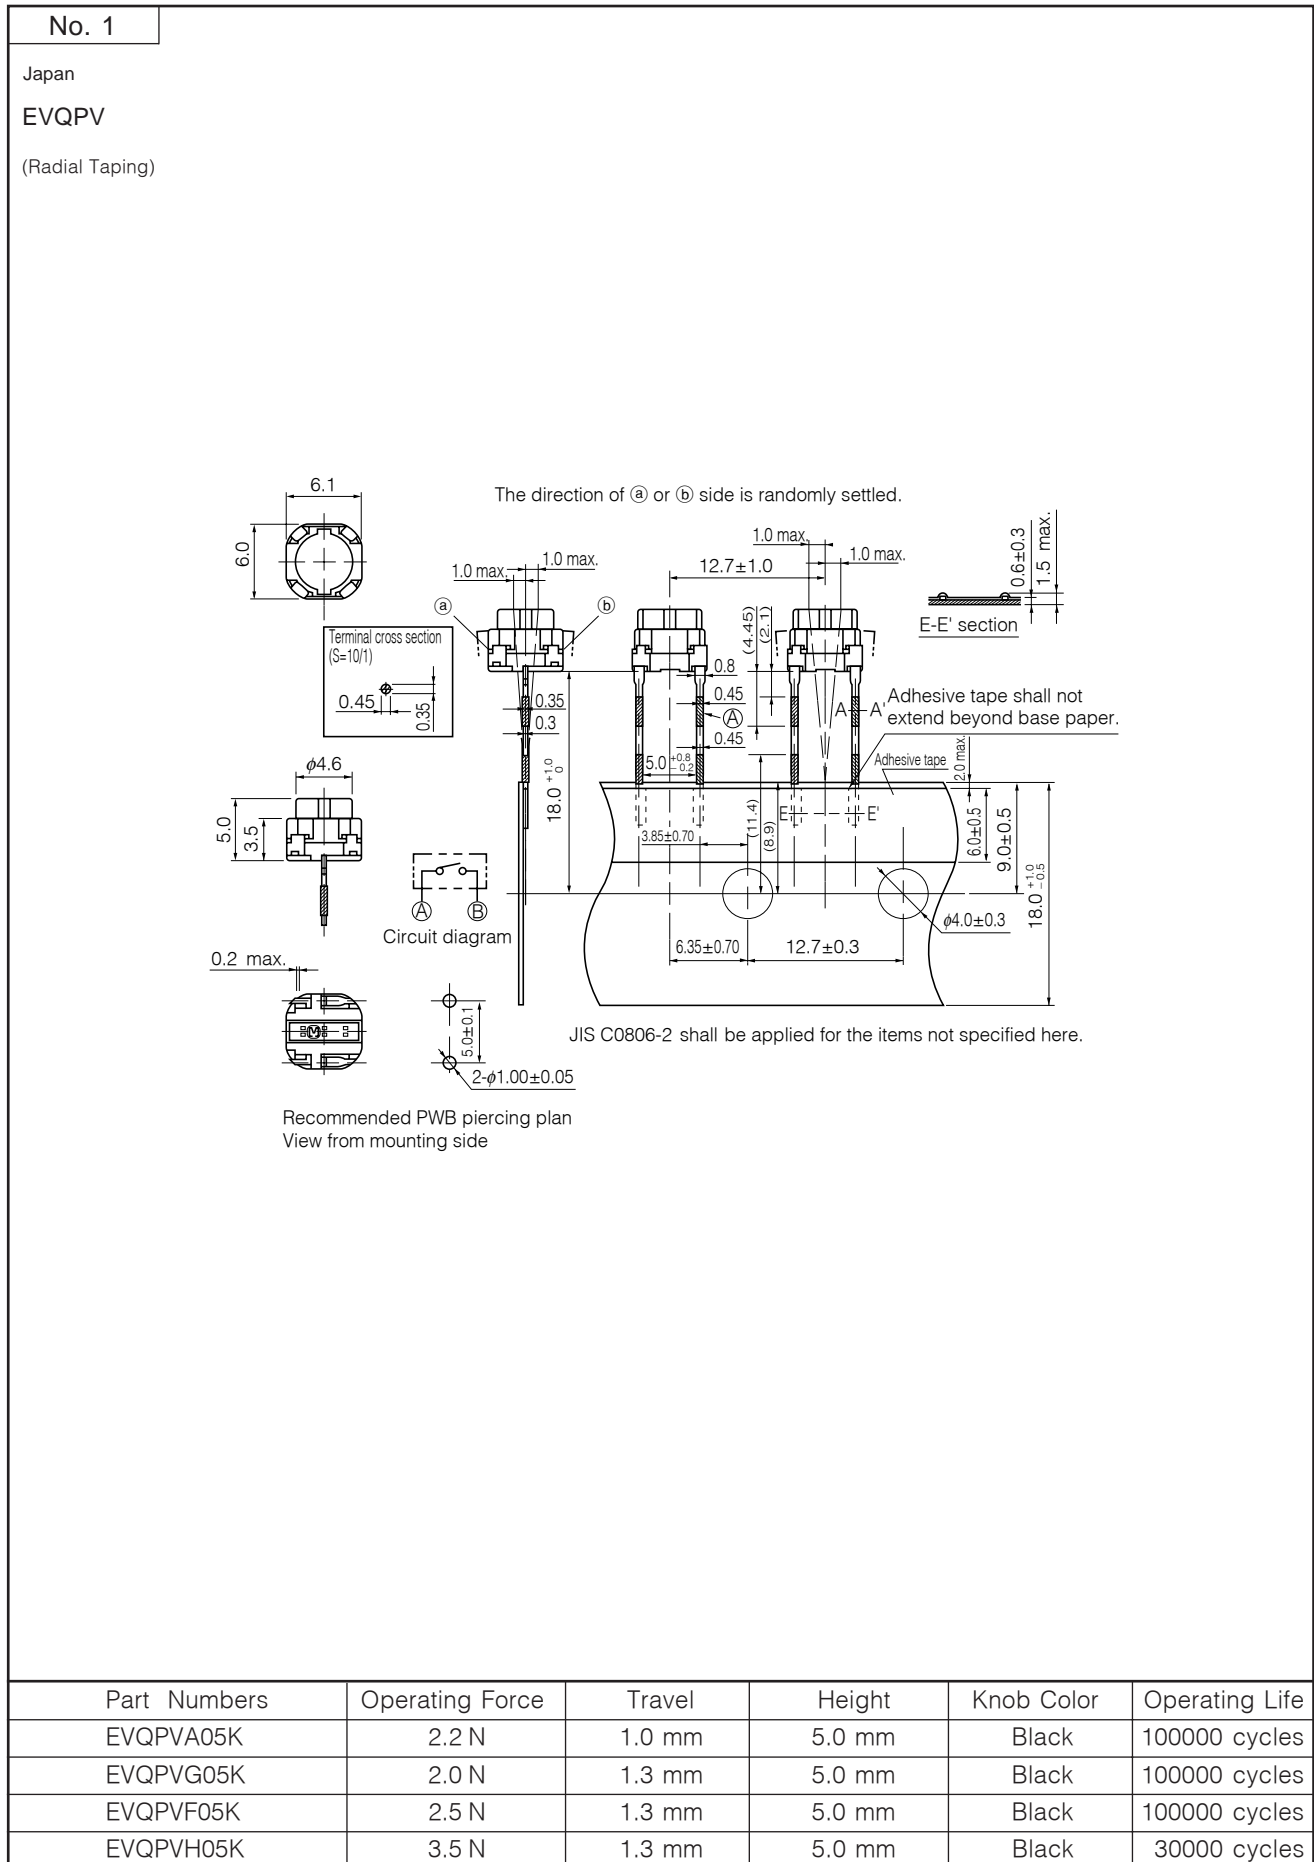 No. 1
Japan
EVQPV
(Radial Taping)
The direction of ⓐ or ⓑ side is randomly settled.
6.1
6.0
1.0 max.
1.0 max.
ⓐ
ⓑ
Terminal cross section
(S=10/1)
0.45
0.35
0.35
0.3
18.0 +1.0 0
1.0 max.
1.0 max.
12.7±1.0
(4.45)
(2.1)
0.8
0.45
Ⓐ
0.45
5.0 +0.8 −0.2
A
A'
0.6±0.3
1.5 max.
E-E' section
Adhesive tape shall not
extend beyond base paper.
Adhesive tape
2.0 max.
E
E'
(11.4)
(8.9)
3.85±0.70
6.0±0.5
9.0±0.5
18.0 +1.0 −0.5
φ4.0±0.3
6.35±0.70
12.7±0.3
φ4.6
5.0
3.5
Ⓐ
Ⓑ
Circuit diagram
0.2 max.
M
5.0±0.1
2-φ1.00±0.05
JIS C0806-2 shall be applied for the items not specified here.
Recommended PWB piercing plan
View from mounting side
Part Numbers Operating Force Travel Height Knob Color Operating Life
EVQPVA05K 2.2 N 1.0 mm 5.0 mm Black 100000 cycles
EVQPVG05K 2.0 N 1.3 mm 5.0 mm Black 100000 cycles
EVQPVF05K 2.5 N 1.3 mm 5.0 mm Black 100000 cycles
EVQPVH05K 3.5 N 1.3 mm 5.0 mm Black 30000 cycles